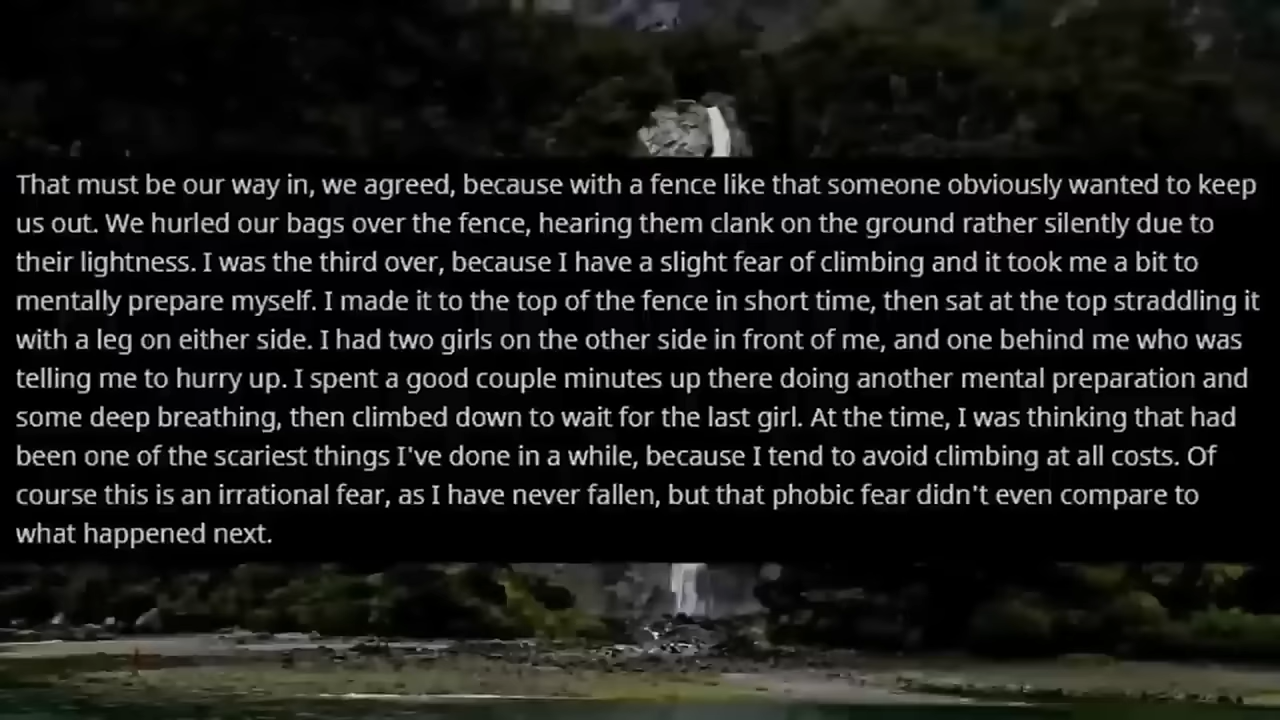 That must be our way in, we agreed, because with a fence like that someone obviously wanted to keep
us out. We hurled our bags over the fence, hearing them clank on the ground rather silently due to
their lightness. I was the third over, because I have a slight fear of climbing and it took me a bit to
mentally prepare myself. I made it to the top of the fence in short time, then sat at the top straddling it
with a leg on either side. I had two girls on the other side in front of me, and one behind me who was
telling me to hurry up. I spent a good couple minutes up there doing another mental preparation and
some deep breathing, then climbed down to wait for the last girl. At the time, I was thinking that had
been one of the scariest things I've done in a while, because I tend to avoid climbing at all costs. Of
course this is an irrational fear, as I have never fallen, but that phobic fear didn't even compare to
what happened next.